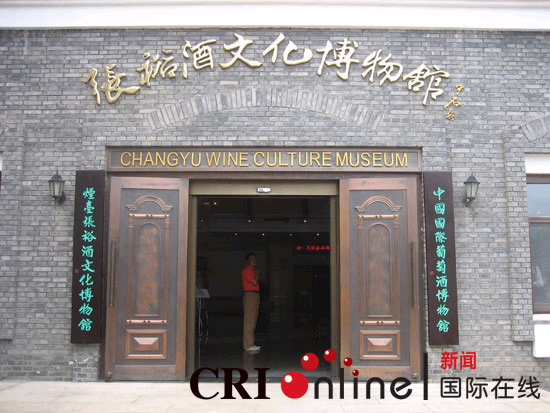 張裕酒文化博物館
CHANGYU WINE CULTURE MUSEUM
煙臺張裕酒文化博物館
中國國際葡萄酒博物館
CRI online 新闻
国际在线